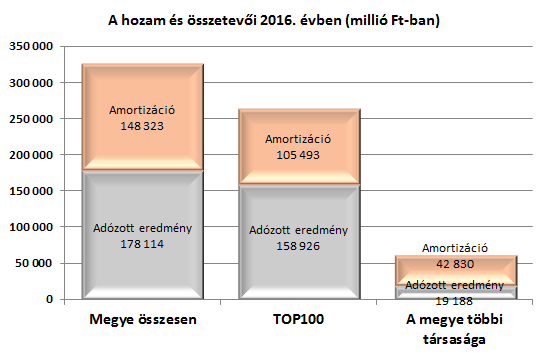 A hozam és összetevői 2016. évben (millió Ft-ban)
350 000
300 000
250 000
200 000
150 000
100 000
50 000
0
Amortizáció
148 323
Adózott eredmény
178 114
Amortizáció
105 493
Adózott eredmény
158 926
Amortizáció
42 830
Adózott eredmény
19 188
Megye összesen
TOP100
A megye többi
társasága